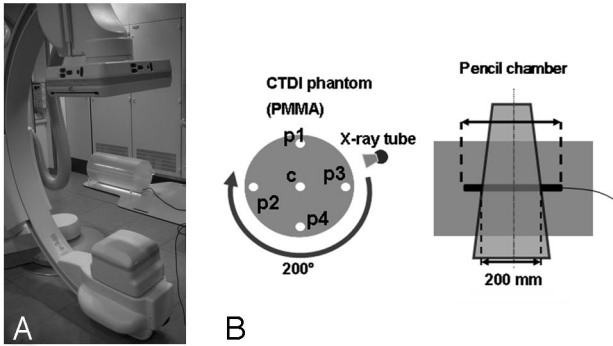 A
B
CTDI phantom
(PMMA)
p1
X-ray tube
c
p3
p2
p4
200°
Pencil chamber
200 mm